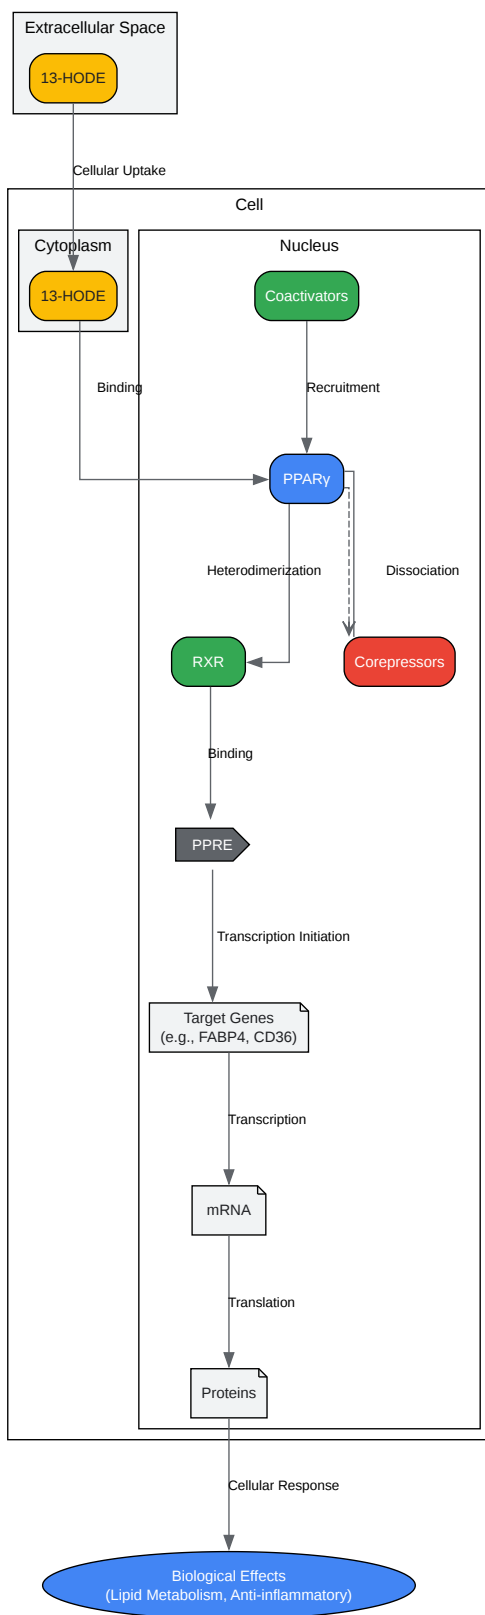 Extracellular Space
13-HODE
Cellular Uptake
Cell
Cytoplasm
Nucleus
13-HODE
Coactivators
Binding
Recruitment
PPARγ
Heterodimerization
Dissociation
RXR
Corepressors
Binding
PPRE
Transcription Initiation
Target Genes
(e.g., FABP4, CD36)
Transcription
mRNA
Translation
Proteins
Cellular Response
Biological Effects
(Lipid Metabolism, Anti-inflammatory)